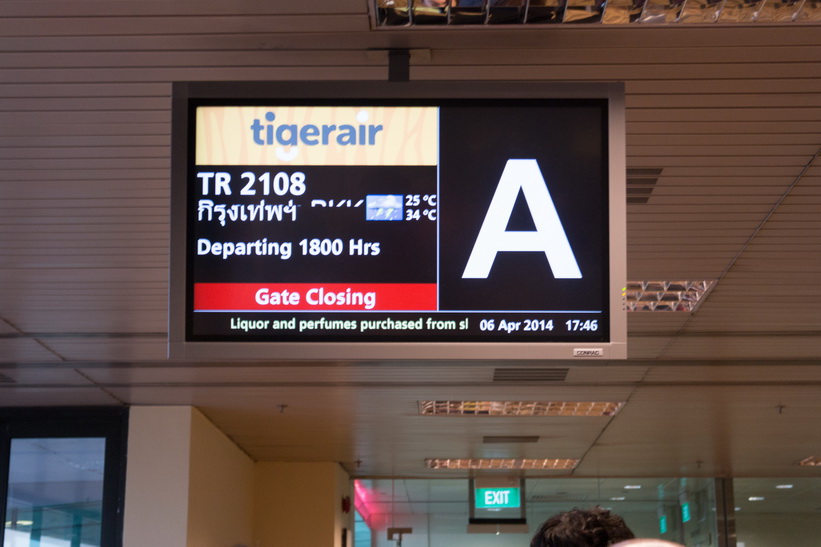 tigerair
TR 2108
กรุงเทพฯ
25 °C
34 °C
Departing 1800 Hrs
Gate Closing
Liquor and perfumes purchased from
06 Apr 2014 17:46
A
CONRAC
EXIT